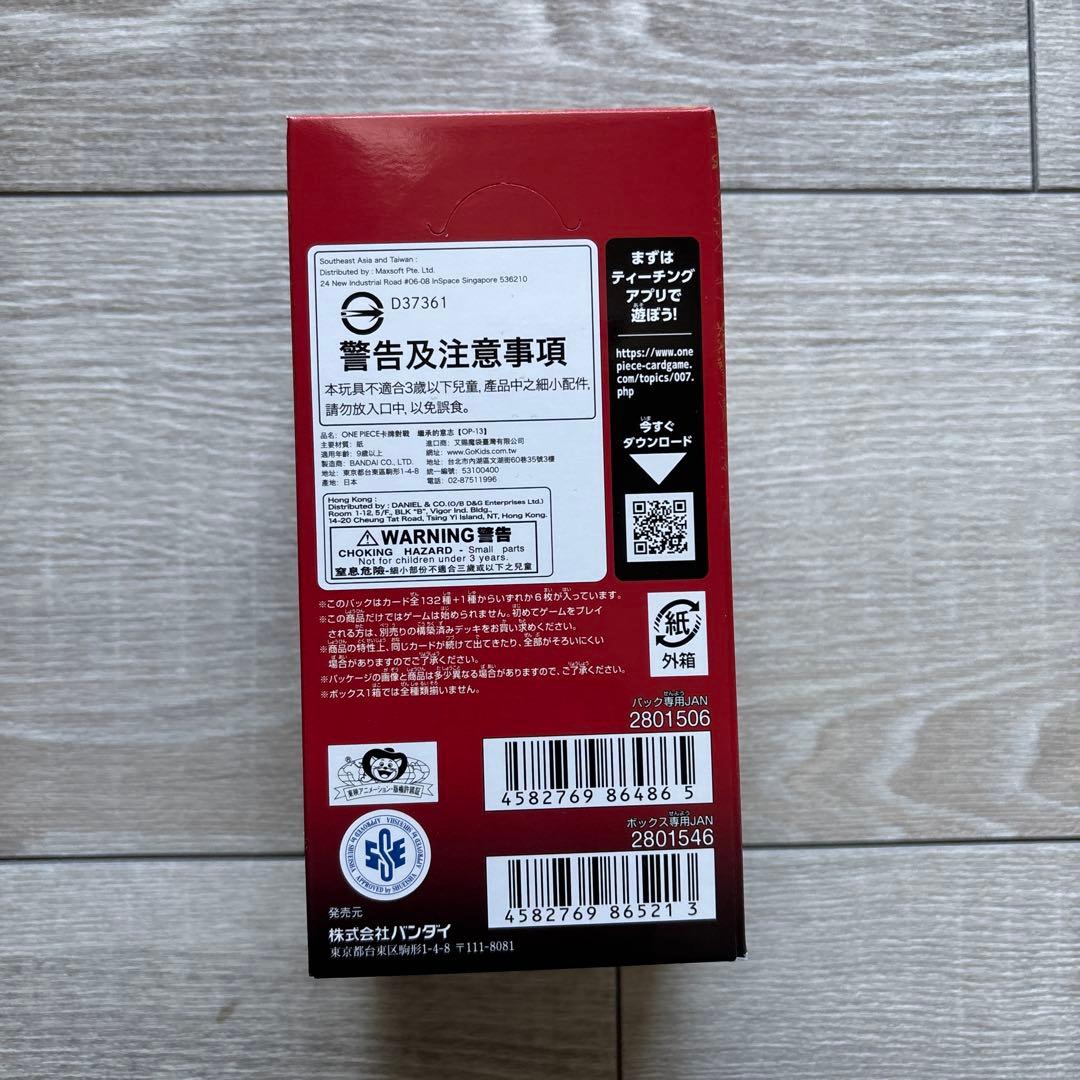 Southeast Asia and Taiwan :
Distributed by : Maxsoft Pte. Ltd.
24 New Industrial Road #06-08 InSpace Singapore 536210
D37361
警告及注意事項
本玩具不適合3歲以下兒童, 產品中之細小配件,
請勿放入口中, 以免誤食。
品名: ONE PIECE卡牌對戰 繼承的意志【OP-13】
主要材質: 紙 進口商: 艾賜魔袋臺灣有限公司
適用年齡: 9歲以上 網址: www.GoKids.com.tw
製造商: BANDAI CO., LTD. 地址: 台北市內湖區文湖街60巷35號3樓
地址: 東京都台東區駒形1-4-8 統一編號: 53100400
產地: 日本 電話: 02-87511996
Hong Kong :
Distributed by : DANIEL & CO.(O/B D&G Enterprises Ltd.)
Room 1-12, 5/F., BLK "B", Vigor Ind. Bldg.,
14-20 Cheung Tat Road, Tsing Yi Island, NT, Hong Kong.
WARNING 警告
CHOKING HAZARD - Small parts
Not for children under 3 years.
窒息危險-細小部份不適合三歲或以下之兒童
まずは
ティーチング
アプリで
遊ぼう!
https://www.one
piece-cardgame.
com/topics/007.
php
今すぐ
ダウンロード
※このパックはカード全132種+1種からいずれか6枚が入っています。
※この商品だけではゲームは始められません。初めてゲームをプレイ
される方は、別売りの構築済みデッキをお買い求めください。
※商品の特性上、同じカードが続けて出てきたり、全部がそろいにくい
場合がありますのでご了承ください。
※パッケージの画像と商品は多少異なる場合がありますので、ご了承ください。
※ボックス1箱では全種類揃いません。
紙
外箱
パック専用JAN
2801506
4582769 86486 5
ボックス専用JAN
2801546
4582769 86521 3
東映アニメーション・版権許諾証
APPROVED by SHUEISHA
発売元
株式会社バンダイ
東京都台東区駒形1-4-8 〒111-8081